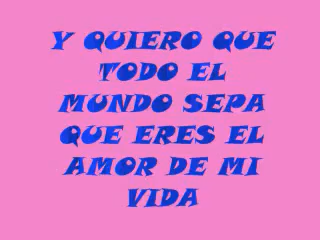 Y QUIERO QUE
TODO EL
MUNDO SEPA
QUE ERES EL
AMOR DE MI
VIDA